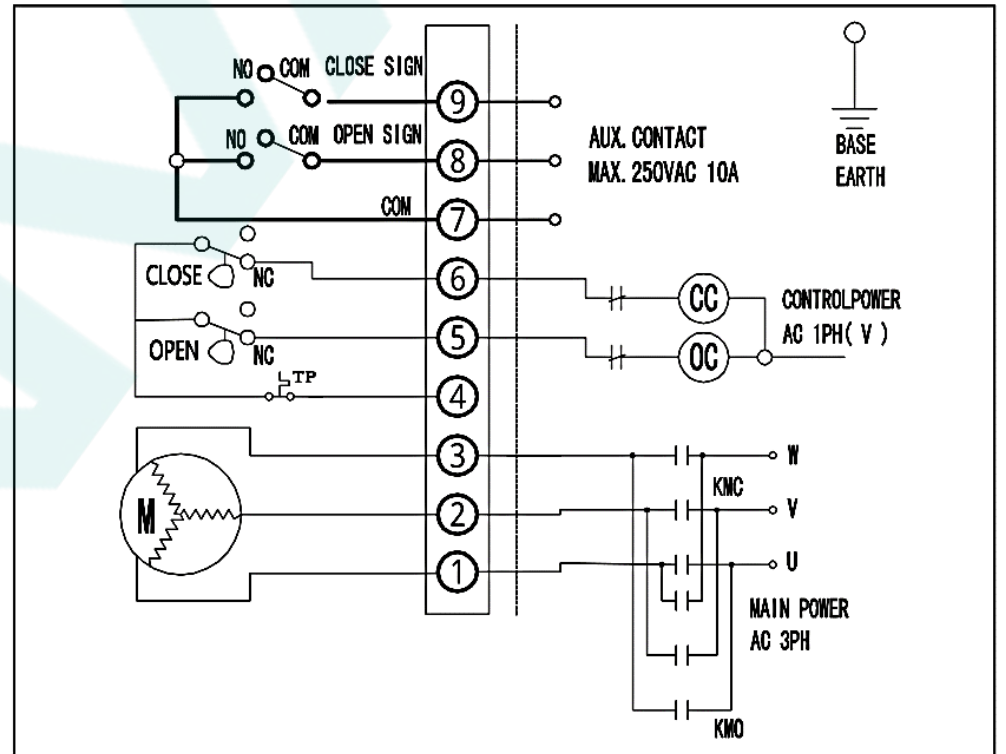 NO COM CLOSE SIGN
9
NO COM OPEN SIGN
8
AUX. CONTACT
MAX. 250VAC 10A
BASE
EARTH
COM
7
CLOSE NC
6
CC
CONTROLPOWER
AC 1PH( V )
OPEN NC
5
OC
TP
4
3
W
KMC
M
2
V
1
U
MAIN POWER
AC 3PH
KMO